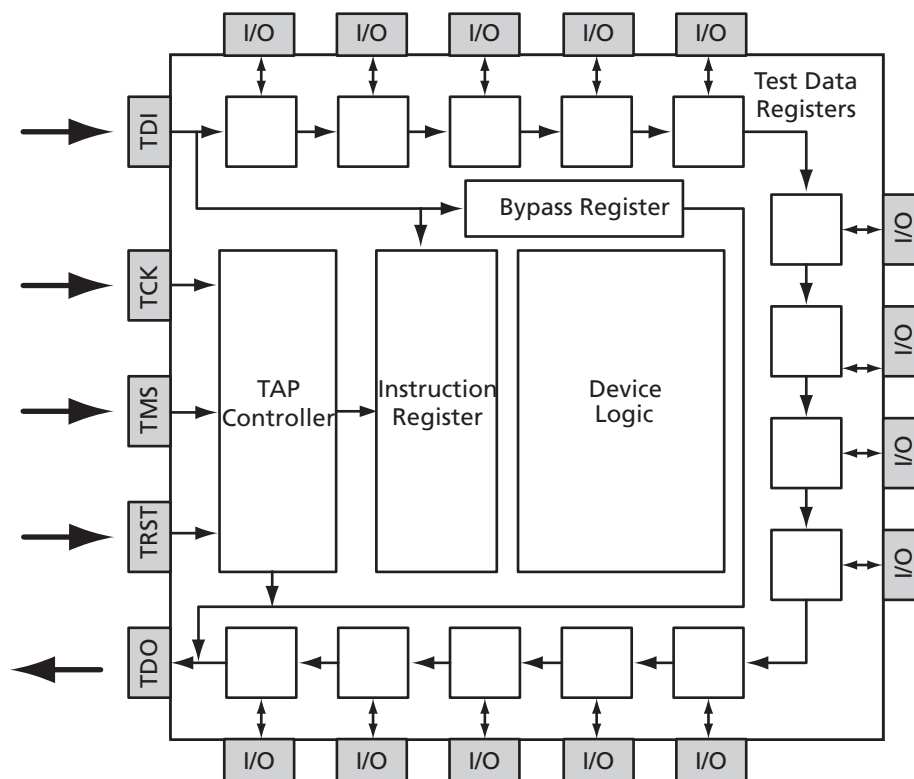 I/O
I/O
I/O
I/O
I/O
Test Data
Registers
TDI
Bypass Register
I/O
TCK
I/O
TAP
Controller
Instruction
Register
Device
Logic
TMS
I/O
TRST
I/O
TDO
I/O
I/O
I/O
I/O
I/O